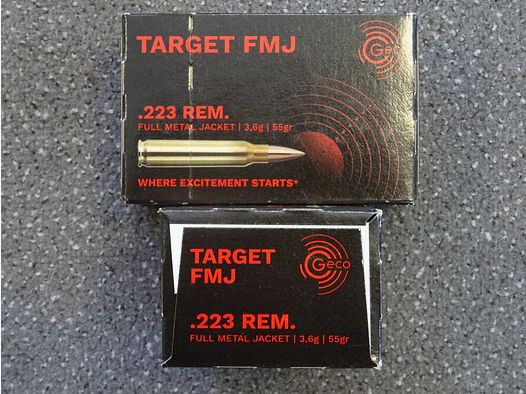 TARGET FMJ
Geco
.223 REM.
FULL METAL JACKET | 3,6g | 55gr
WHERE EXCITEMENT STARTS*
TARGET
FMJ
Geco
.223 REM.
FULL METAL JACKET | 3,6g | 55gr